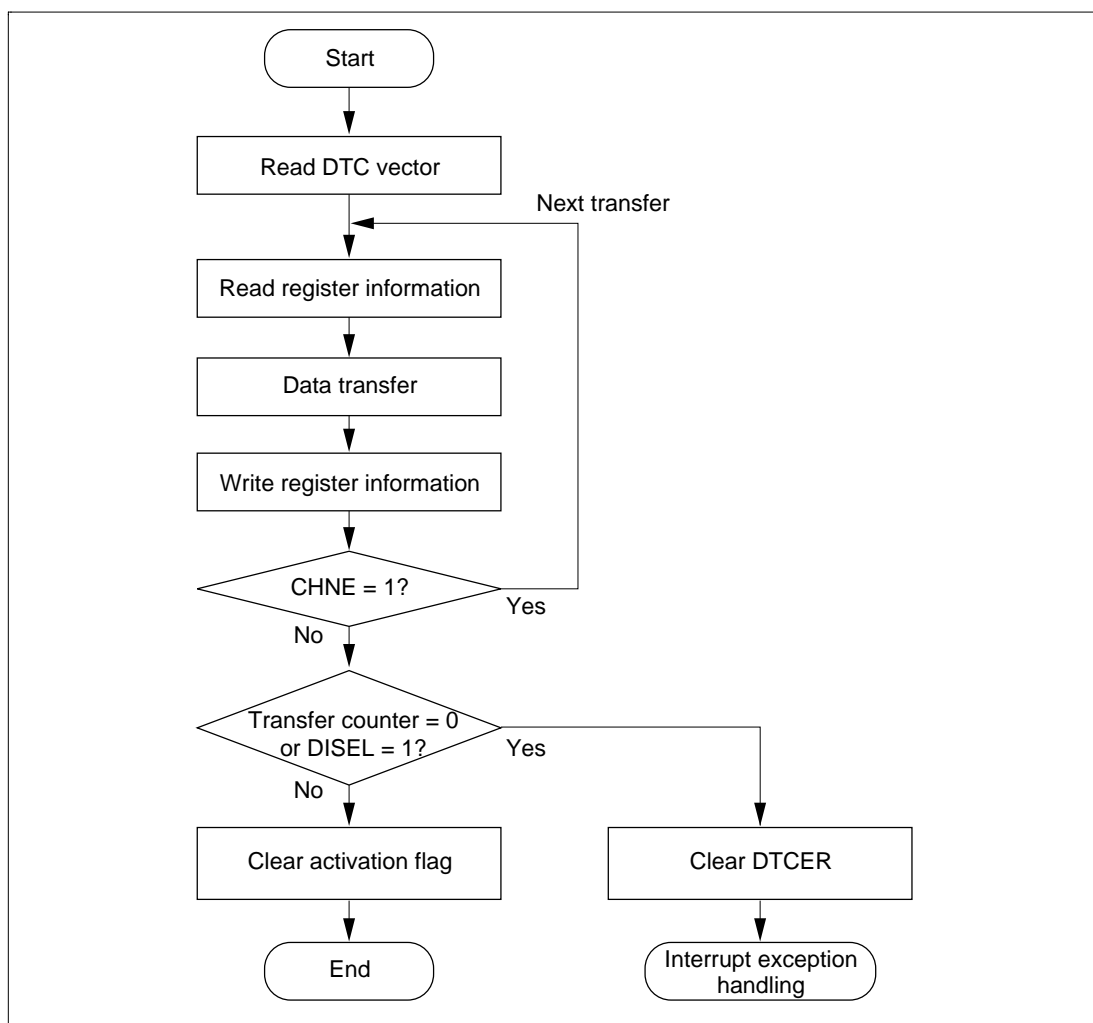 Start
Read DTC vector
Next transfer
Read register information
Data transfer
Write register information
CHNE = 1?
Yes
No
Transfer counter = 0
or DISEL = 1?
Yes
No
Clear activation flag
Clear DTCER
End
Interrupt exception
handling